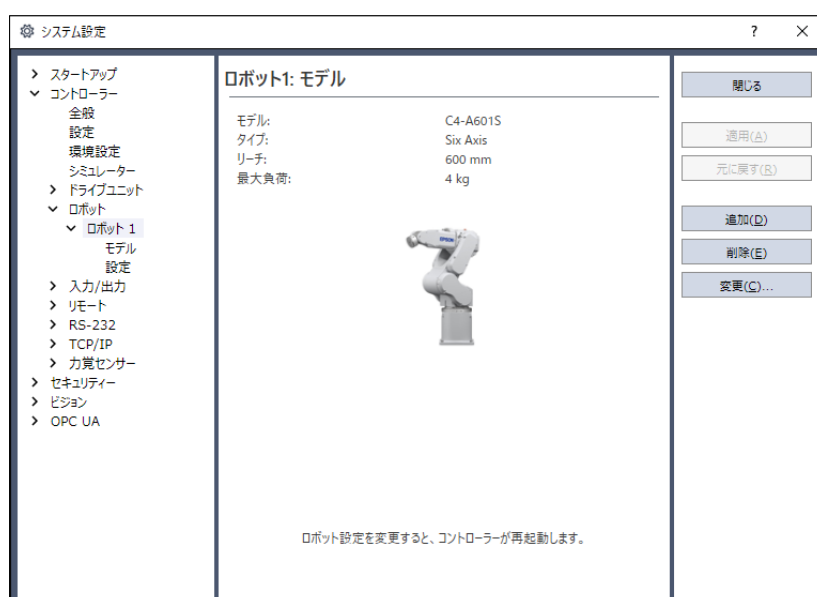 システム設定
?
スタートアップ
コントローラー
全般
設定
環境設定
シミュレーター
ドライブユニット
ロボット
ロボット 1
モデル
設定
入力/出力
リモート
RS-232
TCP/IP
力覚センサー
セキュリティー
ビジョン
OPC UA
ロボット1: モデル
モデル: C4-A601S
タイプ: Six Axis
リーチ: 600 mm
最大負荷: 4 kg
EPSON
ロボット設定を変更すると、コントローラーが再起動します。
閉じる
適用(A)
元に戻す(R)
追加(D)
削除(E)
変更(C)...